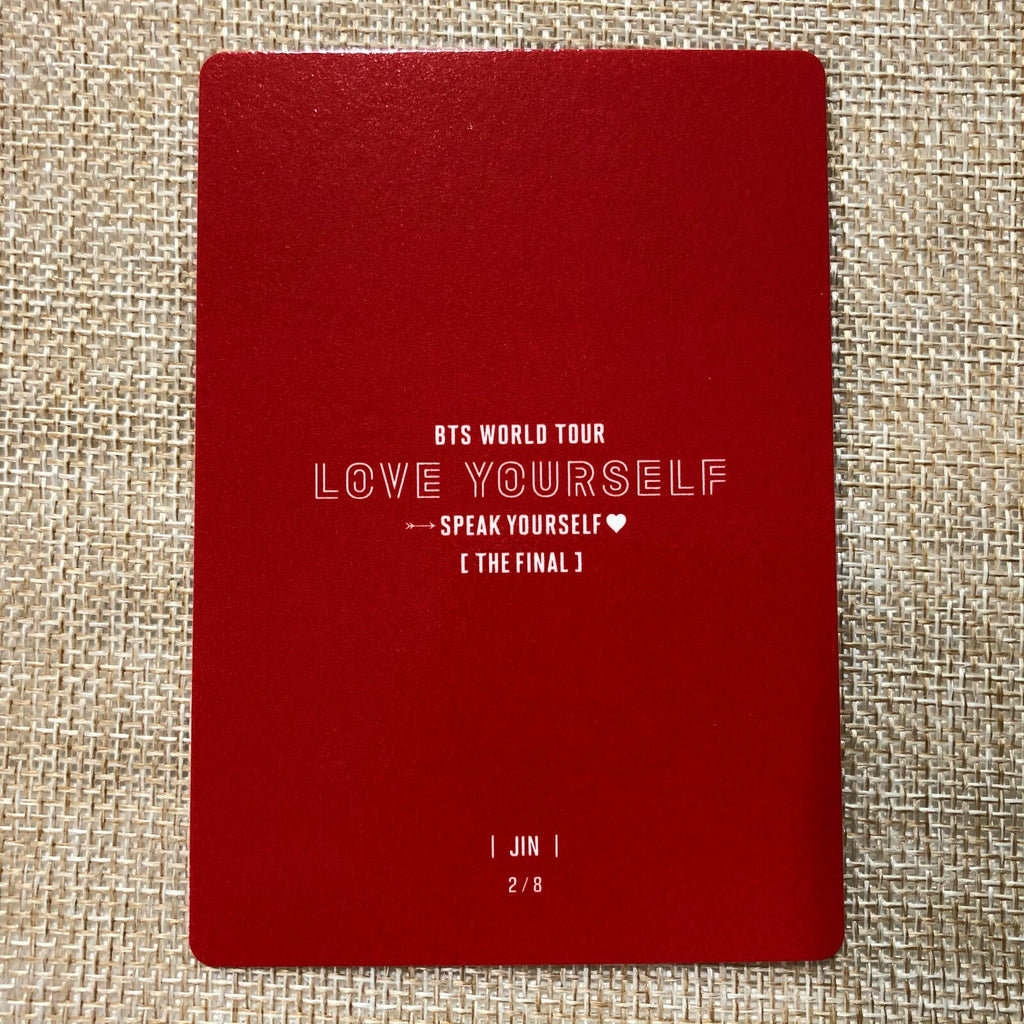 BTS WORLD TOUR
LOVE YOURSELF
SPEAK YOURSELF
[ THE FINAL ]
| JIN |
2/8